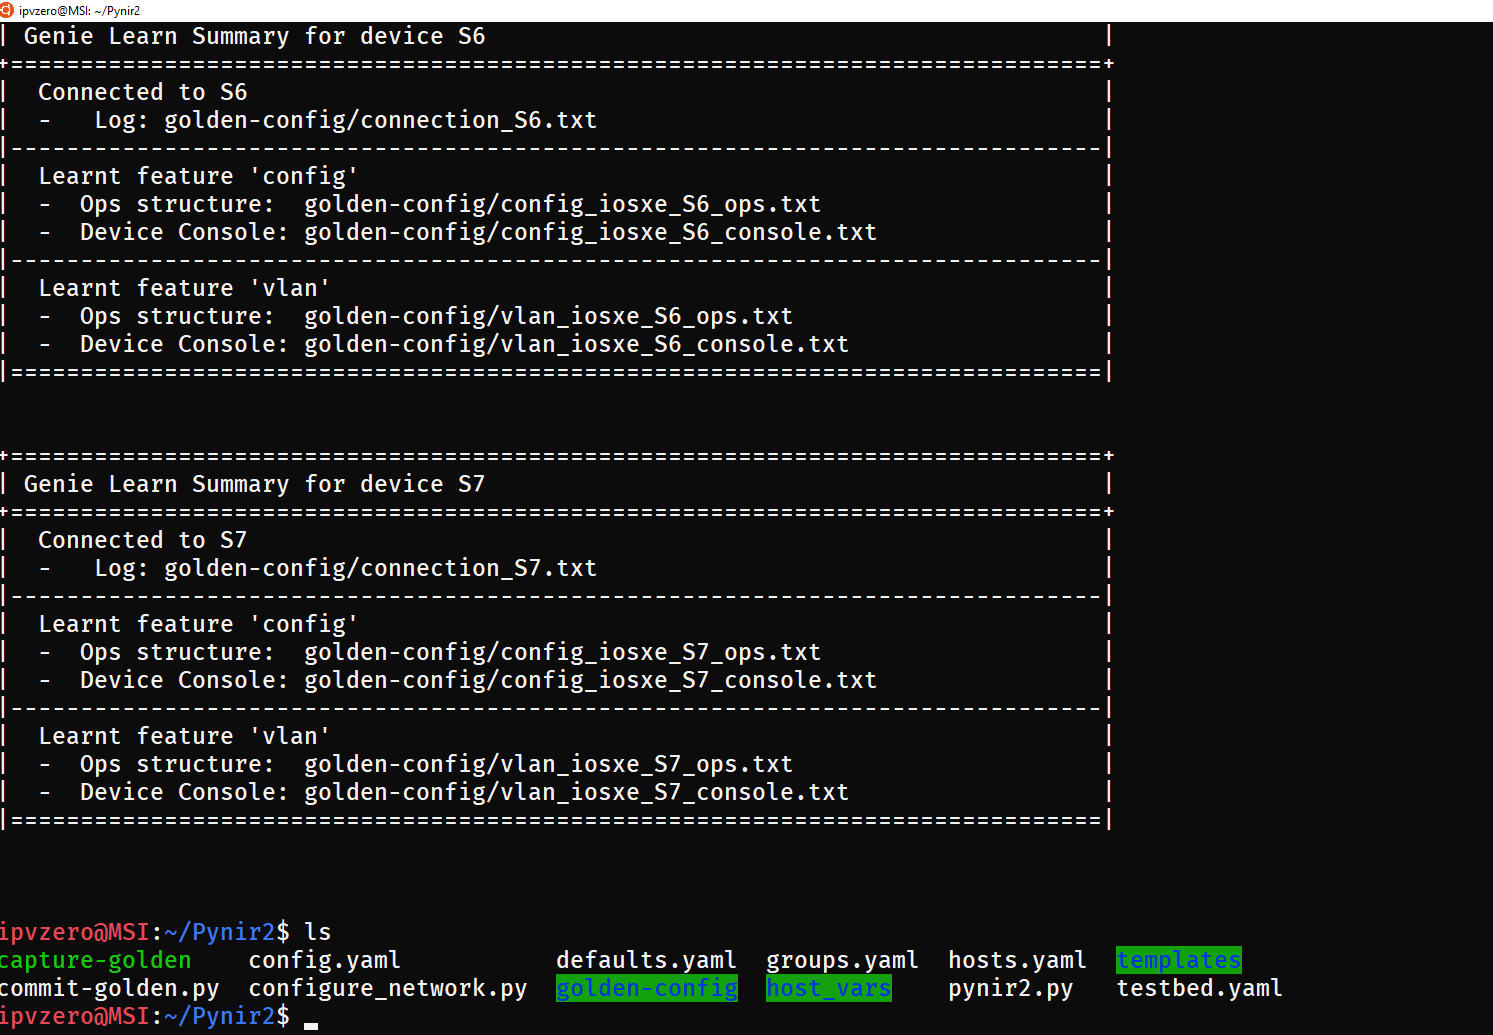 ipvzero@MSI: ~/Pynir2
| Genie Learn Summary for device S6 |
+==============================================================================+
| Connected to S6 |
| - Log: golden-config/connection_S6.txt |
|------------------------------------------------------------------------------|
| Learnt feature 'config' |
| - Ops structure: golden-config/config_iosxe_S6_ops.txt |
| - Device Console: golden-config/config_iosxe_S6_console.txt |
|------------------------------------------------------------------------------|
| Learnt feature 'vlan' |
| - Ops structure: golden-config/vlan_iosxe_S6_ops.txt |
| - Device Console: golden-config/vlan_iosxe_S6_console.txt |
|==============================================================================|
+==============================================================================+
| Genie Learn Summary for device S7 |
+==============================================================================+
| Connected to S7 |
| - Log: golden-config/connection_S7.txt |
|------------------------------------------------------------------------------|
| Learnt feature 'config' |
| - Ops structure: golden-config/config_iosxe_S7_ops.txt |
| - Device Console: golden-config/config_iosxe_S7_console.txt |
|------------------------------------------------------------------------------|
| Learnt feature 'vlan' |
| - Ops structure: golden-config/vlan_iosxe_S7_ops.txt |
| - Device Console: golden-config/vlan_iosxe_S7_console.txt |
|==============================================================================|
ipvzero@MSI:~/Pynir2$ ls
capture-golden config.yaml defaults.yaml groups.yaml hosts.yaml templates
commit-golden.py configure_network.py golden-config host_vars pynir2.py testbed.yaml
ipvzero@MSI:~/Pynir2$